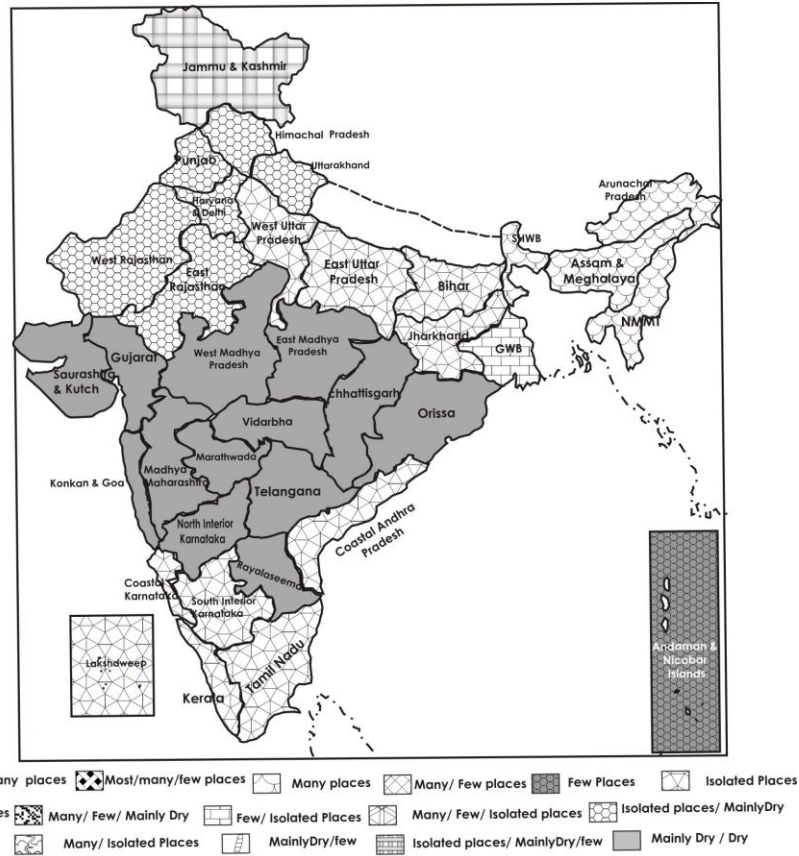 Jammu & Kashmir
Himachal Pradesh
Punjab
Uttarakhand
Haryana
& Delhi
Arunachal
Pradesh
West Uttar
Pradesh
SHWB
West Rajasthan
East
Rajasthan
East Uttar
Pradesh
Bihar
Assam &
Meghalaya
NMMT
Jharkhand
GWB
Gujarat
West Madhya
Pradesh
East Madhya
Pradesh
Saurashtra
& Kutch
chhattisgarh
Orissa
Vidarbha
Marathwada
Konkan & Goa
Madhya
Maharashtra
Telangana
North Interior
Karnataka
Coastal Andhra
Pradesh
Rayalaseema
Coastal
Karnataka
South Interior
Karnataka
Lakshdweep
Andaman &
Nicobar
Islands
Kerala
Tamil Nadu
any places Most/many/few places Many places Many/ Few places Few Places Isolated Places
es Many/ Few/ Mainly Dry Few/ Isolated Places Many/ Few/ Isolated places Isolated places/ MainlyDry
Many/ Isolated Places MainlyDry/few Isolated places/ MainlyDry/few Mainly Dry / Dry